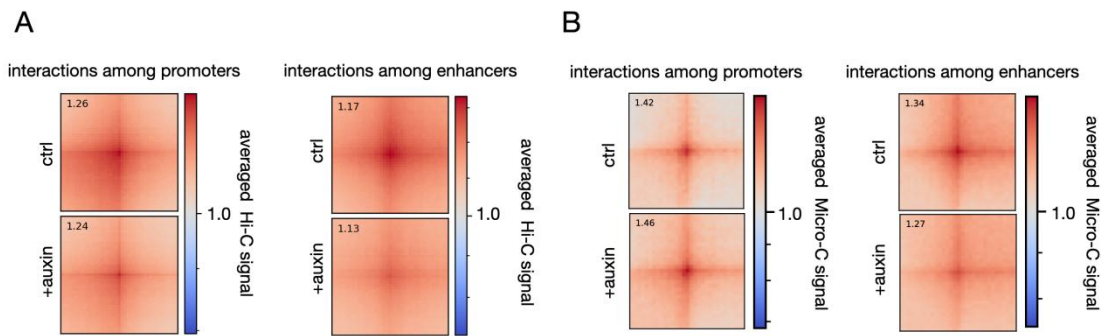 A
interactions among promoters
interactions among enhancers
ctrl
1.26
1.17
ctrl
averaged Hi-C signal
averaged Hi-C signal
1.0
1.0
+auxin
1.24
1.13
+auxin
B
interactions among promoters
interactions among enhancers
ctrl
1.42
1.34
ctrl
averaged Micro-C signal
averaged Micro-C signal
1.0
1.0
+auxin
1.46
1.27
+auxin